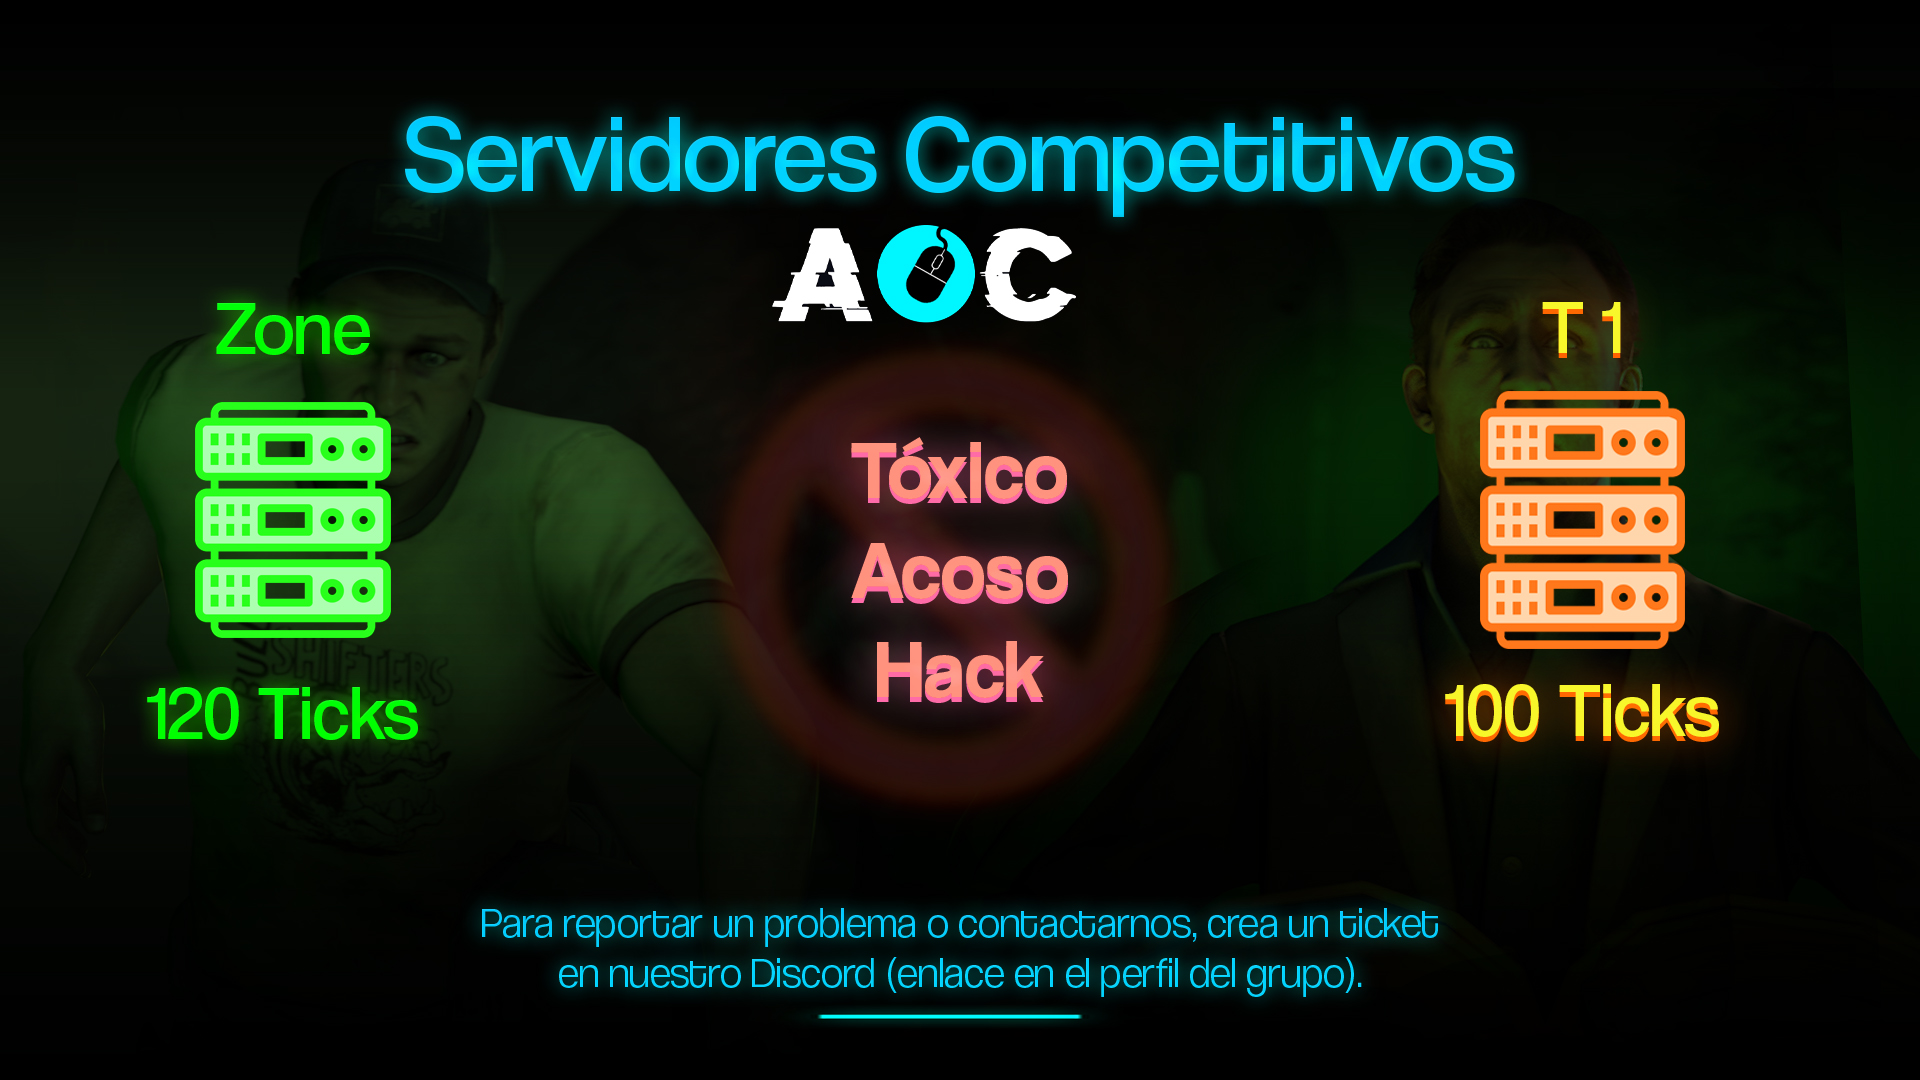 Servidores Competitivos
AOC
Zone
T 1
Tóxico
Acoso
Hack
SHIFTERS
120 Ticks
100 Ticks
Para reportar un problema o contactarnos, crea un ticket
en nuestro Discord (enlace en el perfil del grupo).